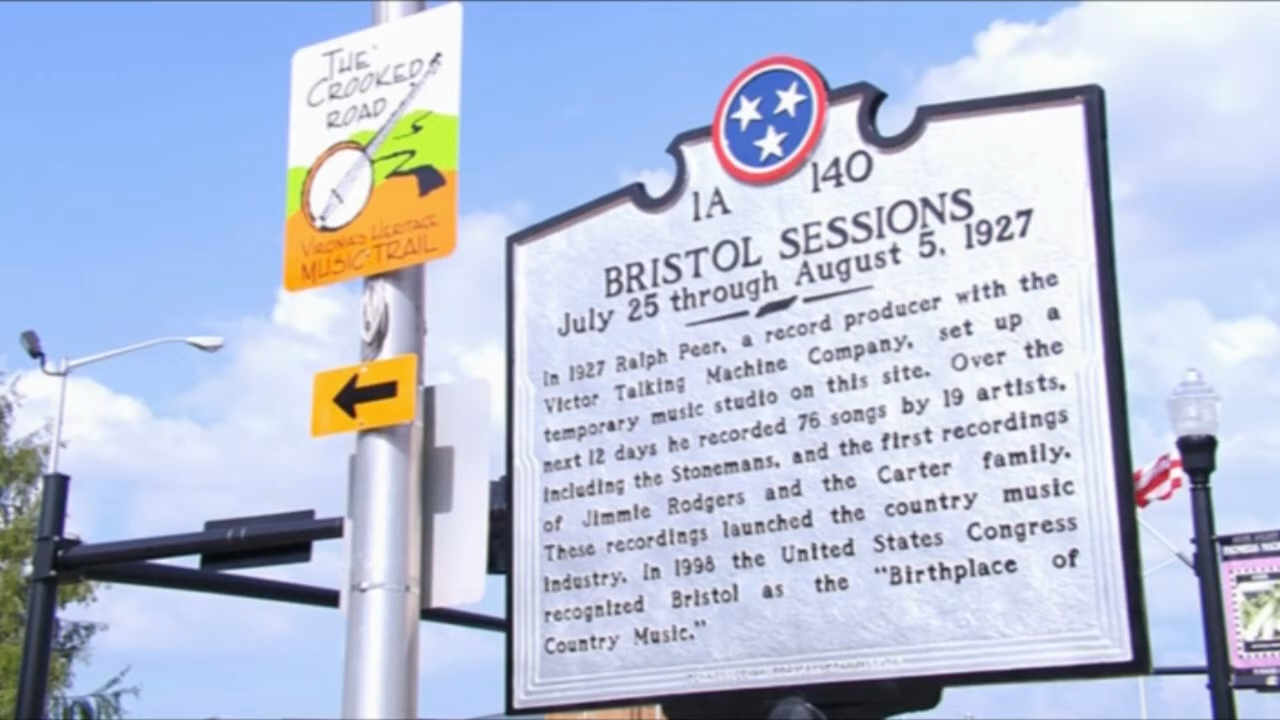 THE
CROOKED
ROAD
VIRGINIA'S HERITAGE
MUSIC TRAIL
1A 140
BRISTOL SESSIONS
July 25 through August 5, 1927
In 1927 Ralph Peer, a record producer with the
Victor Talking Machine Company, set up a
temporary music studio on this site. Over the
next 12 days he recorded 76 songs by 19 artists,
including the Stonemans, and the first recordings
of Jimmie Rodgers and the Carter family.
These recordings launched the country music
industry. In 1998 the United States Congress
recognized Bristol as the "Birthplace of
Country Music."